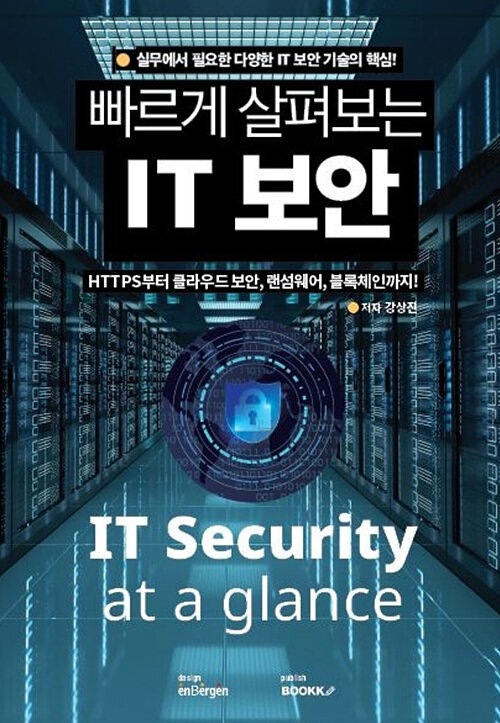 실무에서 필요한 다양한 IT 보안 기술의 핵심!
빠르게 살펴보는
IT 보안
HTTPS부터 클라우드 보안, 랜섬웨어, 블록체인까지!
저자 강상진
IT Security
at a glance
design
enBergen
publish
BOOKK